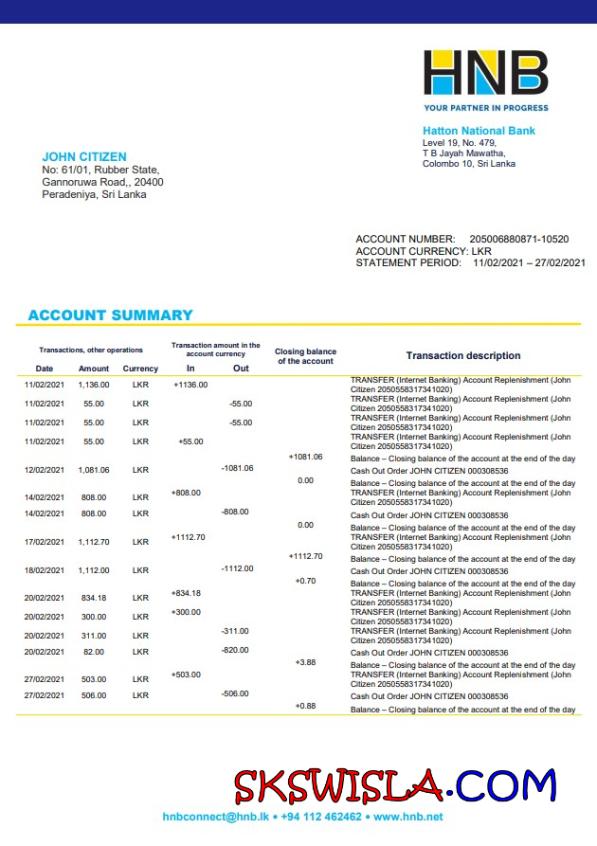 HNB
YOUR PARTNER IN PROGRESS
Hatton National Bank
Level 19, No. 479,
T B Jayah Mawatha,
Colombo 10, Sri Lanka
JOHN CITIZEN
No: 61/01, Rubber State,
Gannoruwa Road,, 20400
Peradeniya, Sri Lanka
ACCOUNT NUMBER: 205006880871-10520
ACCOUNT CURRENCY: LKR
STATEMENT PERIOD: 11/02/2021 – 27/02/2021
ACCOUNT SUMMARY
Transactions, other operations
Transaction amount in the
account currency
Closing balance
of the account
Transaction description
Date Amount Currency In Out
11/02/2021 1,136.00 LKR +1136.00 TRANSFER (Internet Banking) Account Replenishment (John
Citizen 2050558317341020)
11/02/2021 55.00 LKR -55.00 TRANSFER (Internet Banking) Account Replenishment (John
Citizen 2050558317341020)
11/02/2021 55.00 LKR -55.00 TRANSFER (Internet Banking) Account Replenishment (John
Citizen 2050558317341020)
11/02/2021 55.00 LKR +55.00 TRANSFER (Internet Banking) Account Replenishment (John
Citizen 2050558317341020)
+1081.06 Balance – Closing balance of the account at the end of the day
12/02/2021 1,081.06 LKR -1081.06 Cash Out Order JOHN CITIZEN 000308536
0.00 Balance – Closing balance of the account at the end of the day
14/02/2021 808.00 LKR +808.00 TRANSFER (Internet Banking) Account Replenishment (John
Citizen 2050558317341020)
14/02/2021 808.00 LKR -808.00 Cash Out Order JOHN CITIZEN 000308536
0.00 Balance – Closing balance of the account at the end of the day
17/02/2021 1,112.70 LKR +1112.70 TRANSFER (Internet Banking) Account Replenishment (John
Citizen 2050558317341020)
+1112.70 Balance – Closing balance of the account at the end of the day
18/02/2021 1,112.00 LKR -1112.00 Cash Out Order JOHN CITIZEN 000308536
+0.70 Balance – Closing balance of the account at the end of the day
20/02/2021 834.18 LKR +834.18 TRANSFER (Internet Banking) Account Replenishment (John
Citizen 2050558317341020)
20/02/2021 300.00 LKR +300.00 TRANSFER (Internet Banking) Account Replenishment (John
Citizen 2050558317341020)
20/02/2021 311.00 LKR -311.00 TRANSFER (Internet Banking) Account Replenishment (John
Citizen 2050558317341020)
20/02/2021 82.00 LKR -820.00 Cash Out Order JOHN CITIZEN 000308536
+3.88 Balance – Closing balance of the account at the end of the day
27/02/2021 503.00 LKR +503.00 TRANSFER (Internet Banking) Account Replenishment (John
Citizen 2050558317341020)
27/02/2021 506.00 LKR -506.00 Cash Out Order JOHN CITIZEN 000308536
+0.88 Balance – Closing balance of the account at the end of the day
SKSWISLA.COM
hnbconnect@hnb.lk • +94 112 462462 • www.hnb.net